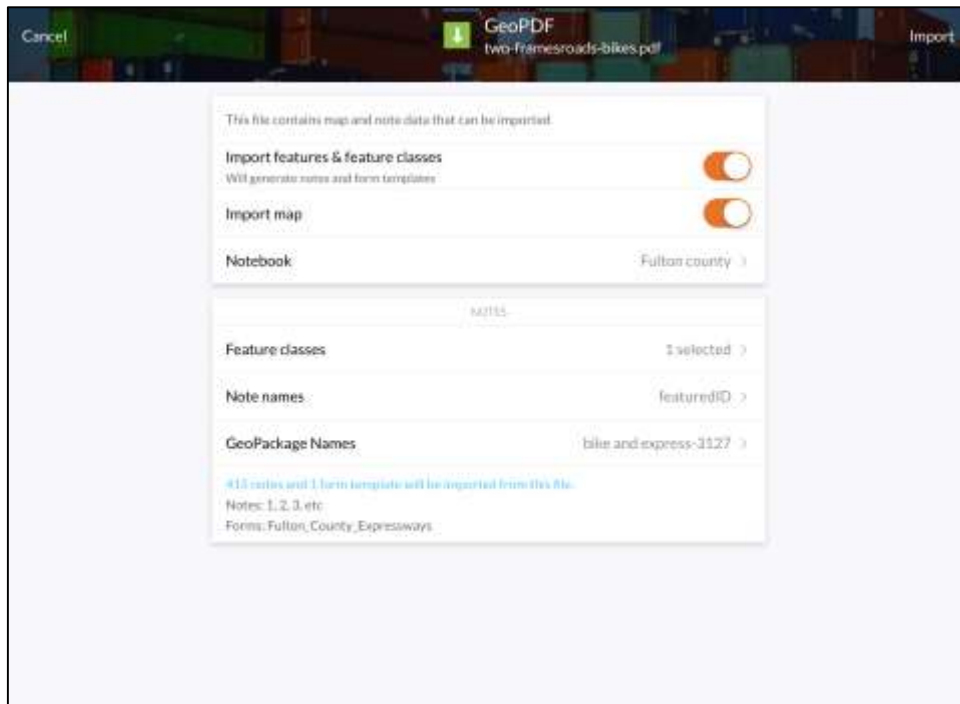 Cancel
GeoPDF
two-framesroads-bikes.pdf
Import
This file contains map and note data that can be imported
Import features & feature classes
Will generate notes and form templates
Import map
Notebook
Fulton county >
NOTES
Feature classes
1 selected >
Note names
featuredID >
GeoPackage Names
bike and express-3127 >
415 notes and 1 form template will be imported from this file.
Notes: 1, 2, 3, etc
Forms: Fulton_County_Expressways